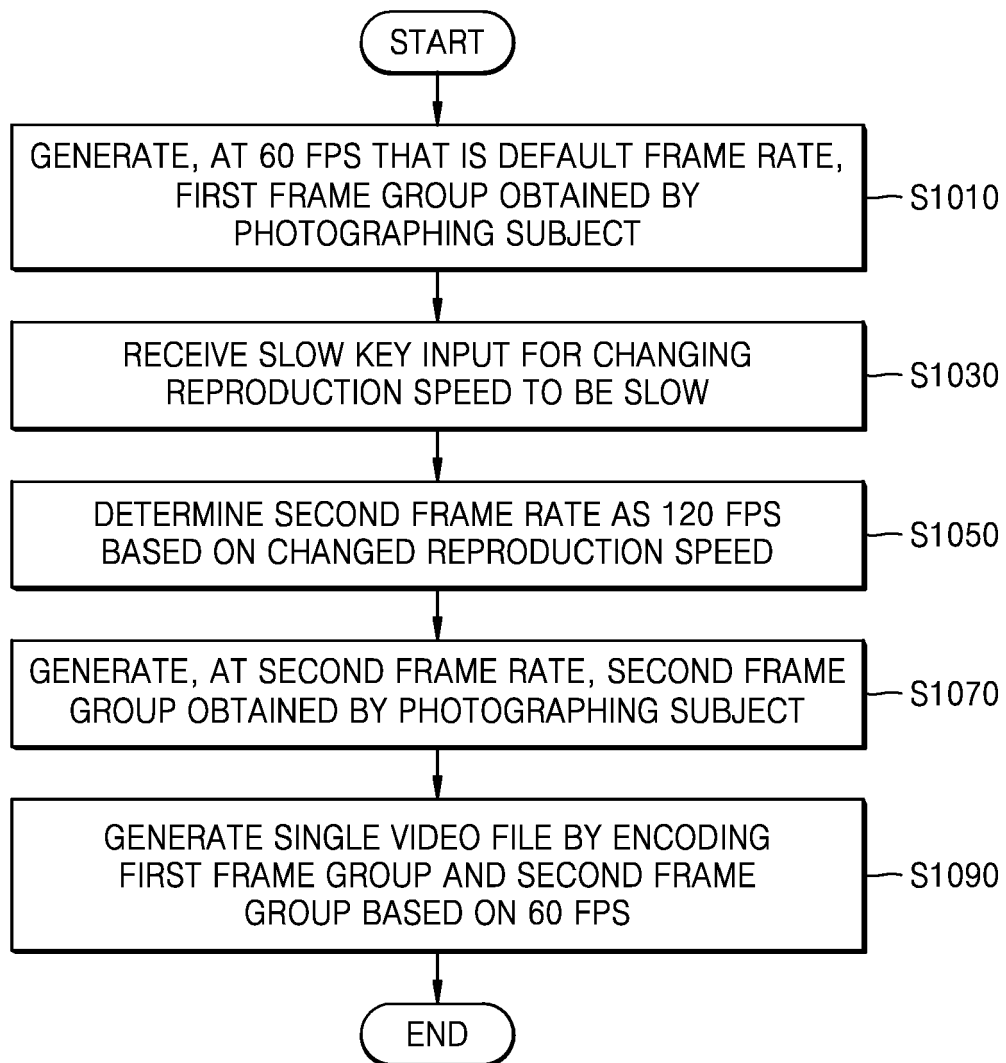 START
GENERATE, AT 60 FPS THAT IS DEFAULT FRAME RATE,
FIRST FRAME GROUP OBTAINED BY
PHOTOGRAPHING SUBJECT
S1010
RECEIVE SLOW KEY INPUT FOR CHANGING
REPRODUCTION SPEED TO BE SLOW
S1030
DETERMINE SECOND FRAME RATE AS 120 FPS
BASED ON CHANGED REPRODUCTION SPEED
S1050
GENERATE, AT SECOND FRAME RATE, SECOND FRAME
GROUP OBTAINED BY PHOTOGRAPHING SUBJECT
S1070
GENERATE SINGLE VIDEO FILE BY ENCODING
FIRST FRAME GROUP AND SECOND FRAME
GROUP BASED ON 60 FPS
S1090
END